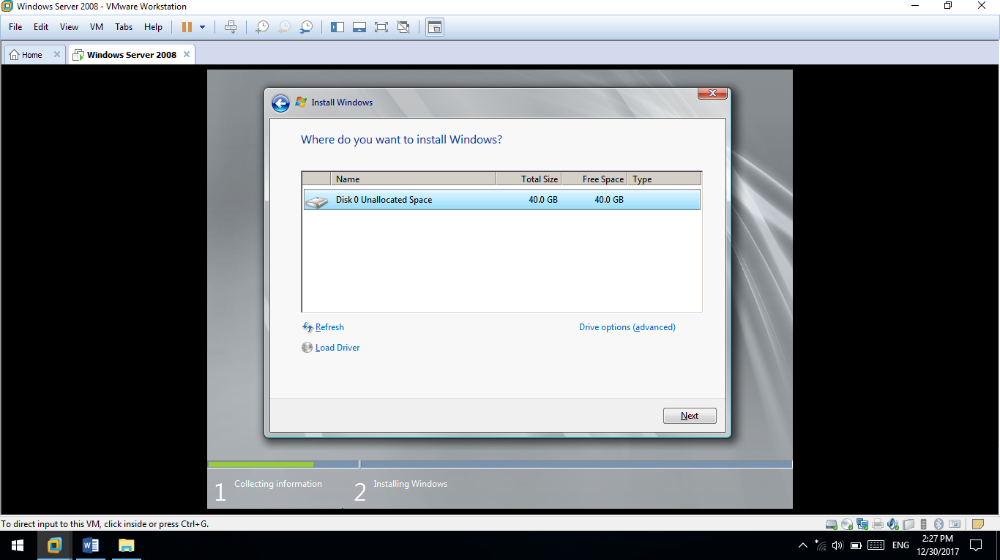 Windows Server 2008 - VMware Workstation
File Edit View VM Tabs Help
Home Windows Server 2008
Install Windows
Where do you want to install Windows?
Name Total Size Free Space Type
Disk 0 Unallocated Space 40.0 GB 40.0 GB
Refresh Drive options (advanced)
Load Driver
Next
1 Collecting information 2 Installing Windows
To direct input to this VM, click inside or press Ctrl+G.
ENG 2:27 PM
12/30/2017